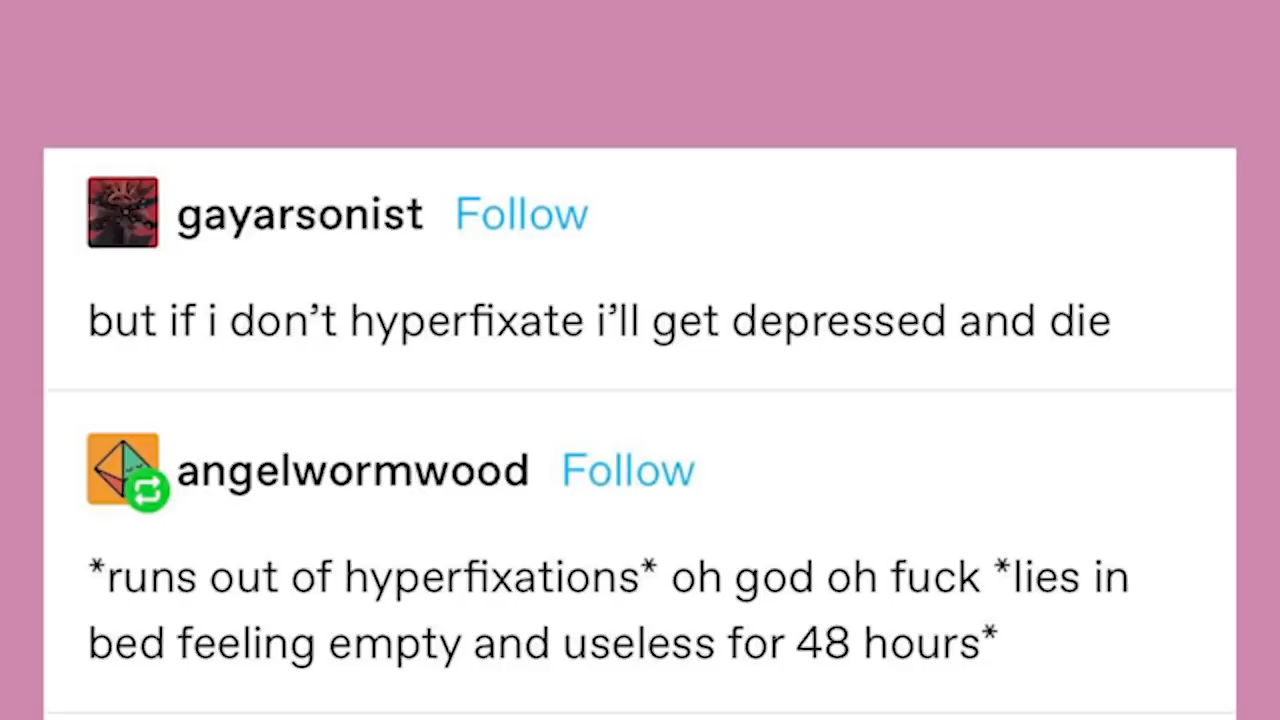 gayarsonist Follow
but if i don’t hyperfixate i’ll get depressed and die
angelwormwood Follow
*runs out of hyperfixations* oh god oh fuck *lies in
bed feeling empty and useless for 48 hours*